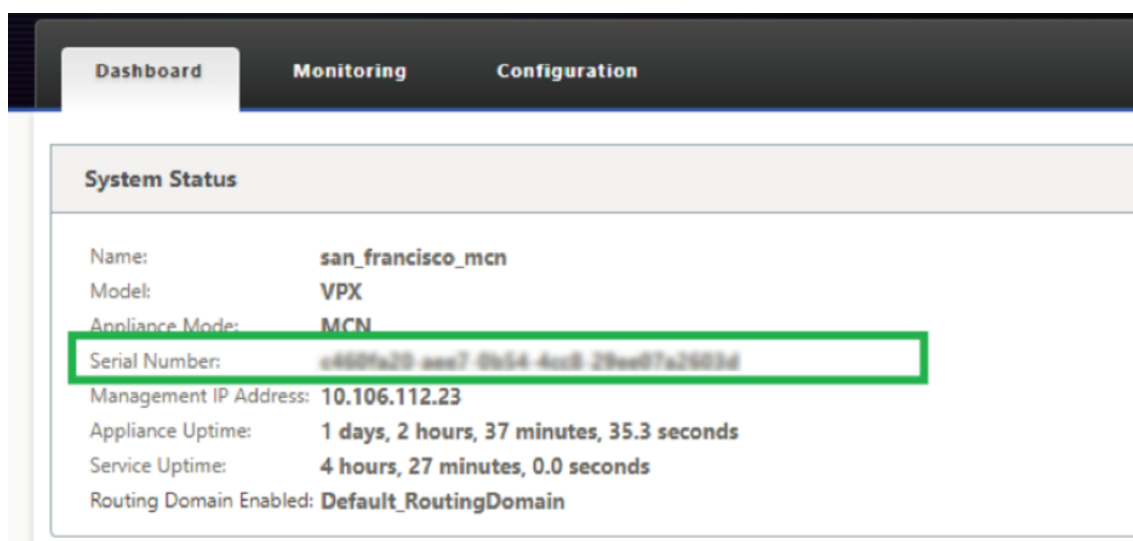 Dashboard Monitoring Configuration
System Status
Name: san_francisco_mcn
Model: VPX
Appliance Mode: MCN
Serial Number:
Management IP Address: 10.106.112.23
Appliance Uptime: 1 days, 2 hours, 37 minutes, 35.3 seconds
Service Uptime: 4 hours, 27 minutes, 0.0 seconds
Routing Domain Enabled: Default_RoutingDomain